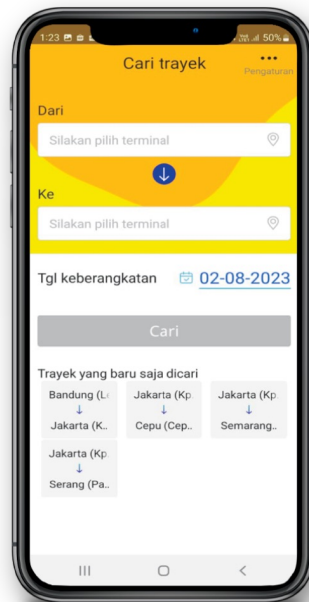 1:23
50%
Cari trayek
Pengaturan
Dari
Silakan pilih terminal
Ke
Silakan pilih terminal
Tgl keberangkatan 02-08-2023
Cari
Trayek yang baru saja dicari
Bandung (L
Jakarta (K..
Jakarta (Kp
Cepu (Cep..
Jakarta (Kp
Semarang..
Jakarta (Kp
Serang (Pa..